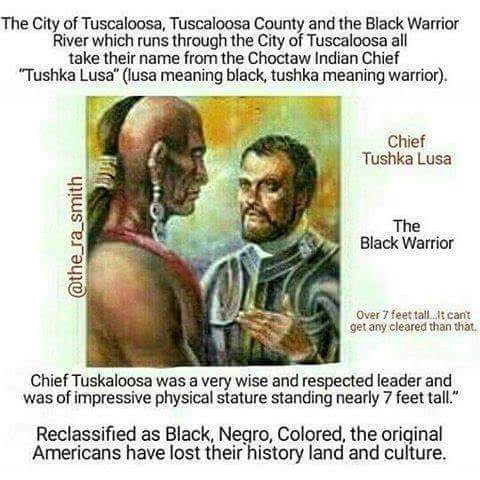 The City of Tuscaloosa, Tuscaloosa County and the Black Warrior
River which runs through the City of Tuscaloosa all
take their name from the Choctaw Indian Chief
"Tushka Lusa" (lusa meaning black, tushka meaning warrior).
@the_ra_smith
Chief
Tushka Lusa
The
Black Warrior
Over 7 feet tall...It can't
get any cleared than that.
Chief Tuskaloosa was a very wise and respected leader and
was of impressive physical stature standing nearly 7 feet tall."
Reclassified as Black, Negro, Colored, the original
Americans have lost their history land and culture.